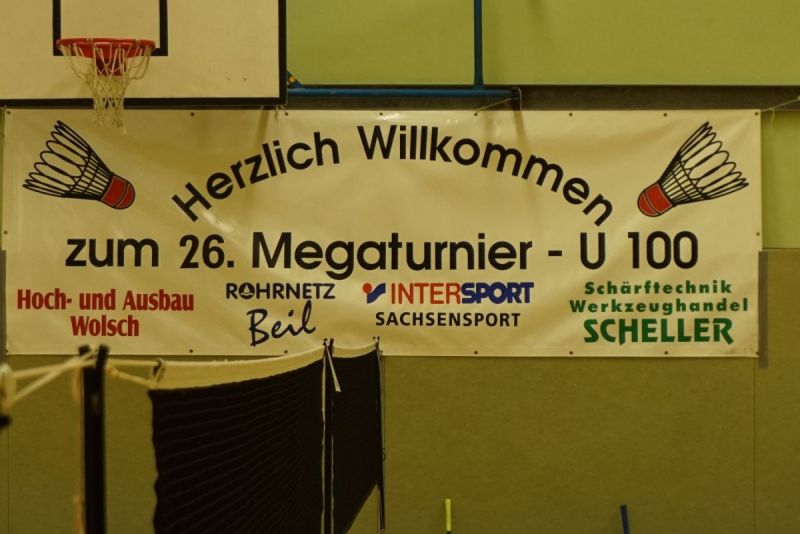 Herzlich Willkommen
zum 26. Megaturnier - U 100
Hoch- und Ausbau
Wolsch
ROHRNETZ
Beil
INTERSPORT
SACHSENSPORT
Schärftechnik
Werkzeughandel
SCHELLER